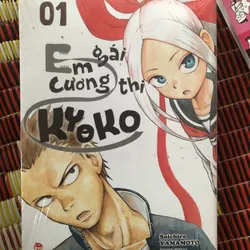 01
Em gái
Cương thi
KYOKO
Soichiro
YAMAMOTO